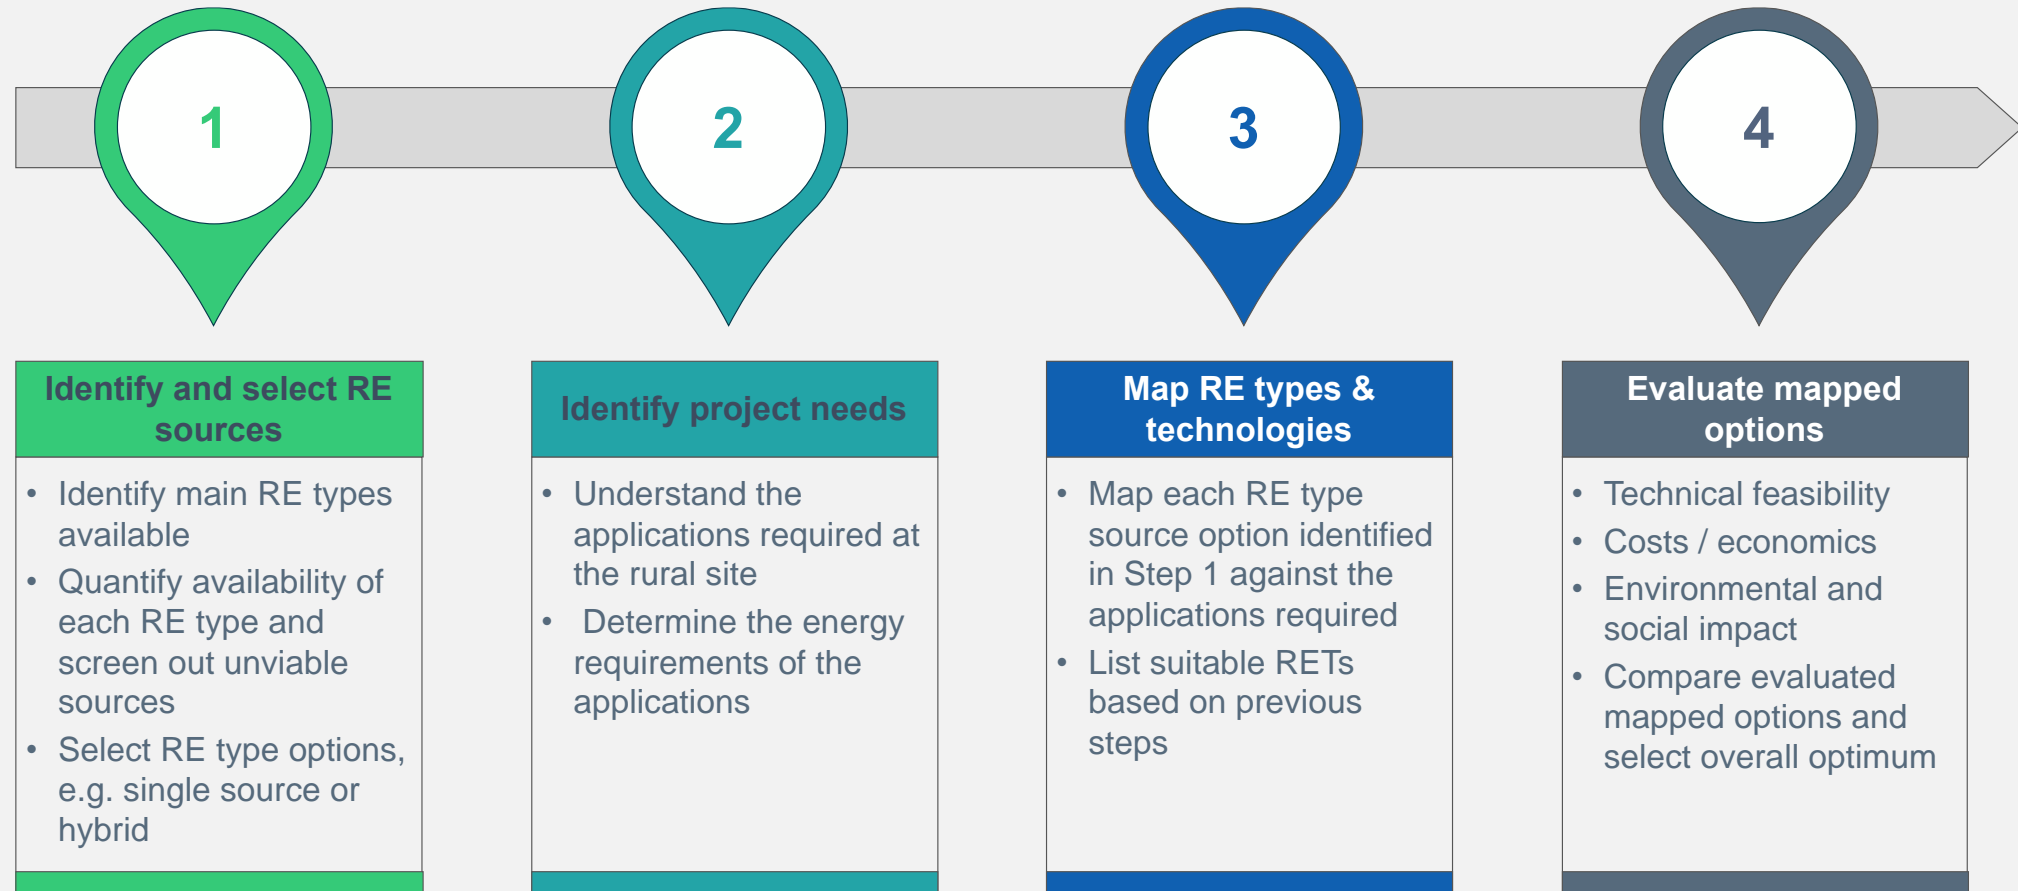 1
2
3
4
Identify and select RE
sources
• Identify main RE types
available
• Quantify availability of
each RE type and
screen out unviable
sources
• Select RE type options,
e.g. single source or
hybrid
Identify project needs
• Understand the
applications required at
the rural site
• Determine the energy
requirements of the
applications
Map RE types &
technologies
• Map each RE type
source option identified
in Step 1 against the
applications required
• List suitable RETs
based on previous
steps
Evaluate mapped
options
• Technical feasibility
• Costs / economics
• Environmental and
social impact
• Compare evaluated
mapped options and
select overall optimum